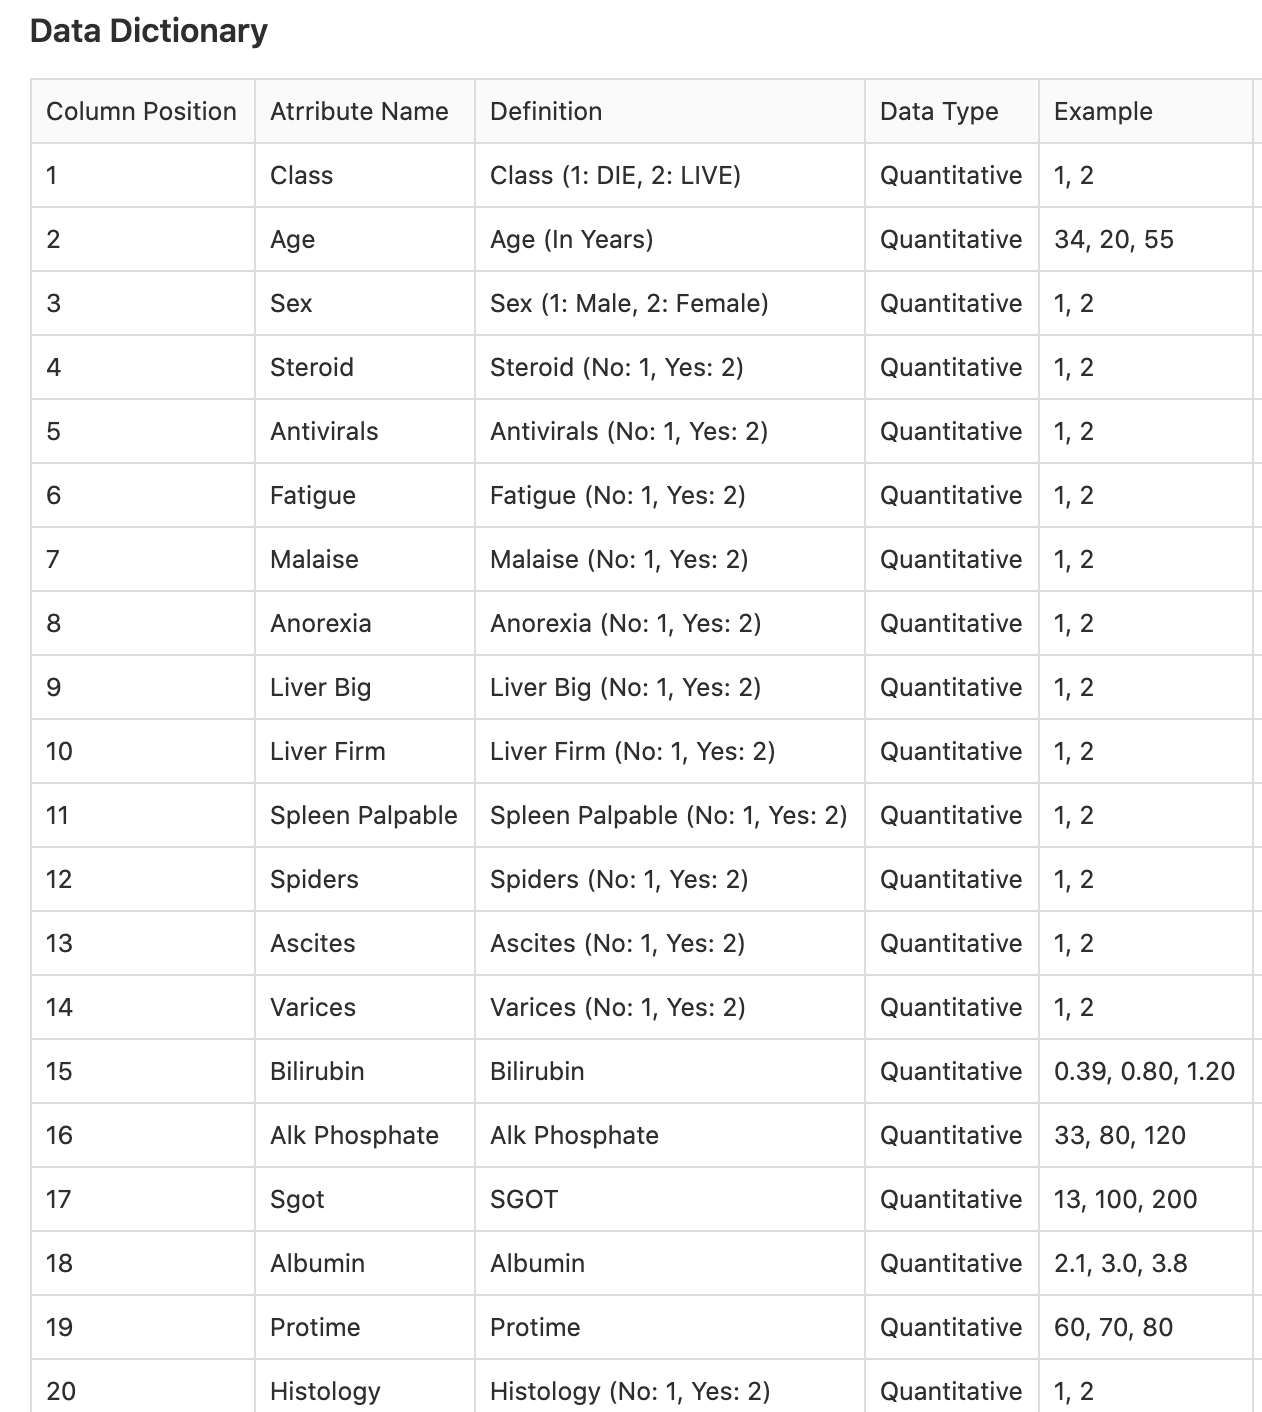 Data Dictionary
Column Position Atrribute Name Definition Data Type Example
1 Class Class (1: DIE, 2: LIVE) Quantitative 1, 2
2 Age Age (In Years) Quantitative 34, 20, 55
3 Sex Sex (1: Male, 2: Female) Quantitative 1, 2
4 Steroid Steroid (No: 1, Yes: 2) Quantitative 1, 2
5 Antivirals Antivirals (No: 1, Yes: 2) Quantitative 1, 2
6 Fatigue Fatigue (No: 1, Yes: 2) Quantitative 1, 2
7 Malaise Malaise (No: 1, Yes: 2) Quantitative 1, 2
8 Anorexia Anorexia (No: 1, Yes: 2) Quantitative 1, 2
9 Liver Big Liver Big (No: 1, Yes: 2) Quantitative 1, 2
10 Liver Firm Liver Firm (No: 1, Yes: 2) Quantitative 1, 2
11 Spleen Palpable Spleen Palpable (No: 1, Yes: 2) Quantitative 1, 2
12 Spiders Spiders (No: 1, Yes: 2) Quantitative 1, 2
13 Ascites Ascites (No: 1, Yes: 2) Quantitative 1, 2
14 Varices Varices (No: 1, Yes: 2) Quantitative 1, 2
15 Bilirubin Bilirubin Quantitative 0.39, 0.80, 1.20
16 Alk Phosphate Alk Phosphate Quantitative 33, 80, 120
17 Sgot SGOT Quantitative 13, 100, 200
18 Albumin Albumin Quantitative 2.1, 3.0, 3.8
19 Protime Protime Quantitative 60, 70, 80
20 Histology Histology (No: 1, Yes: 2) Quantitative 1, 2